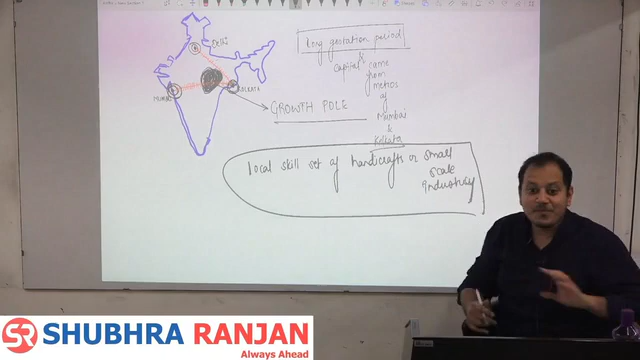 Delhi
MUMBAI
KOLKATA
GROWTH POLE
long gestation period
&
Capital came
from
metros
of
Mumbai
&
Kolkata
local skill set of handicrafts or small
scale
industry
SR SHUBHRA RANJAN
Always Ahead